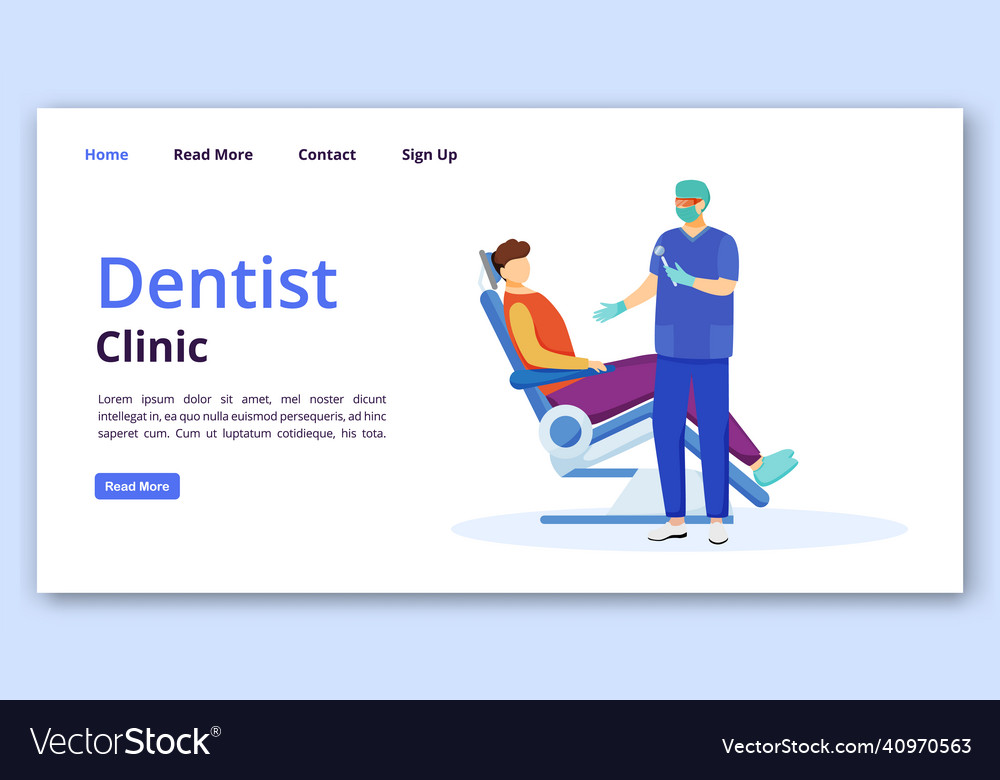 Home Read More Contact Sign Up
Dentist
Clinic
Lorem ipsum dolor sit amet, mel noster dicunt
intellegat in, ea quo nulla euismod persequeris, ad hinc
saperet cum. Cum ut luptatum cotidieque, his tota.
Read More
VectorStock®
VectorStock.com/40970563